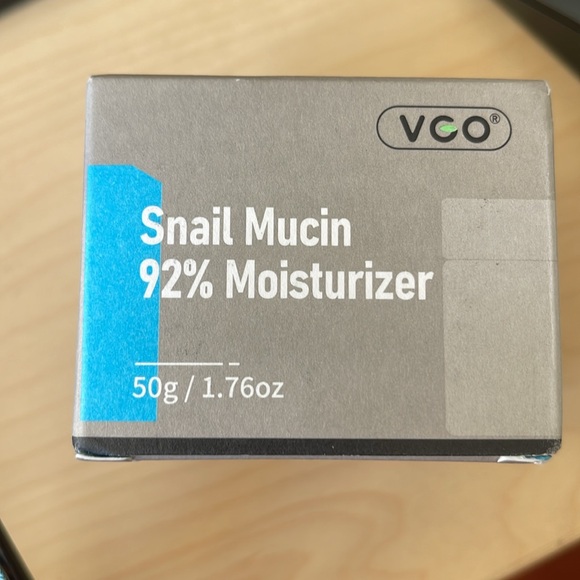 VGO®
Snail Mucin
92% Moisturizer
50g / 1.76oz